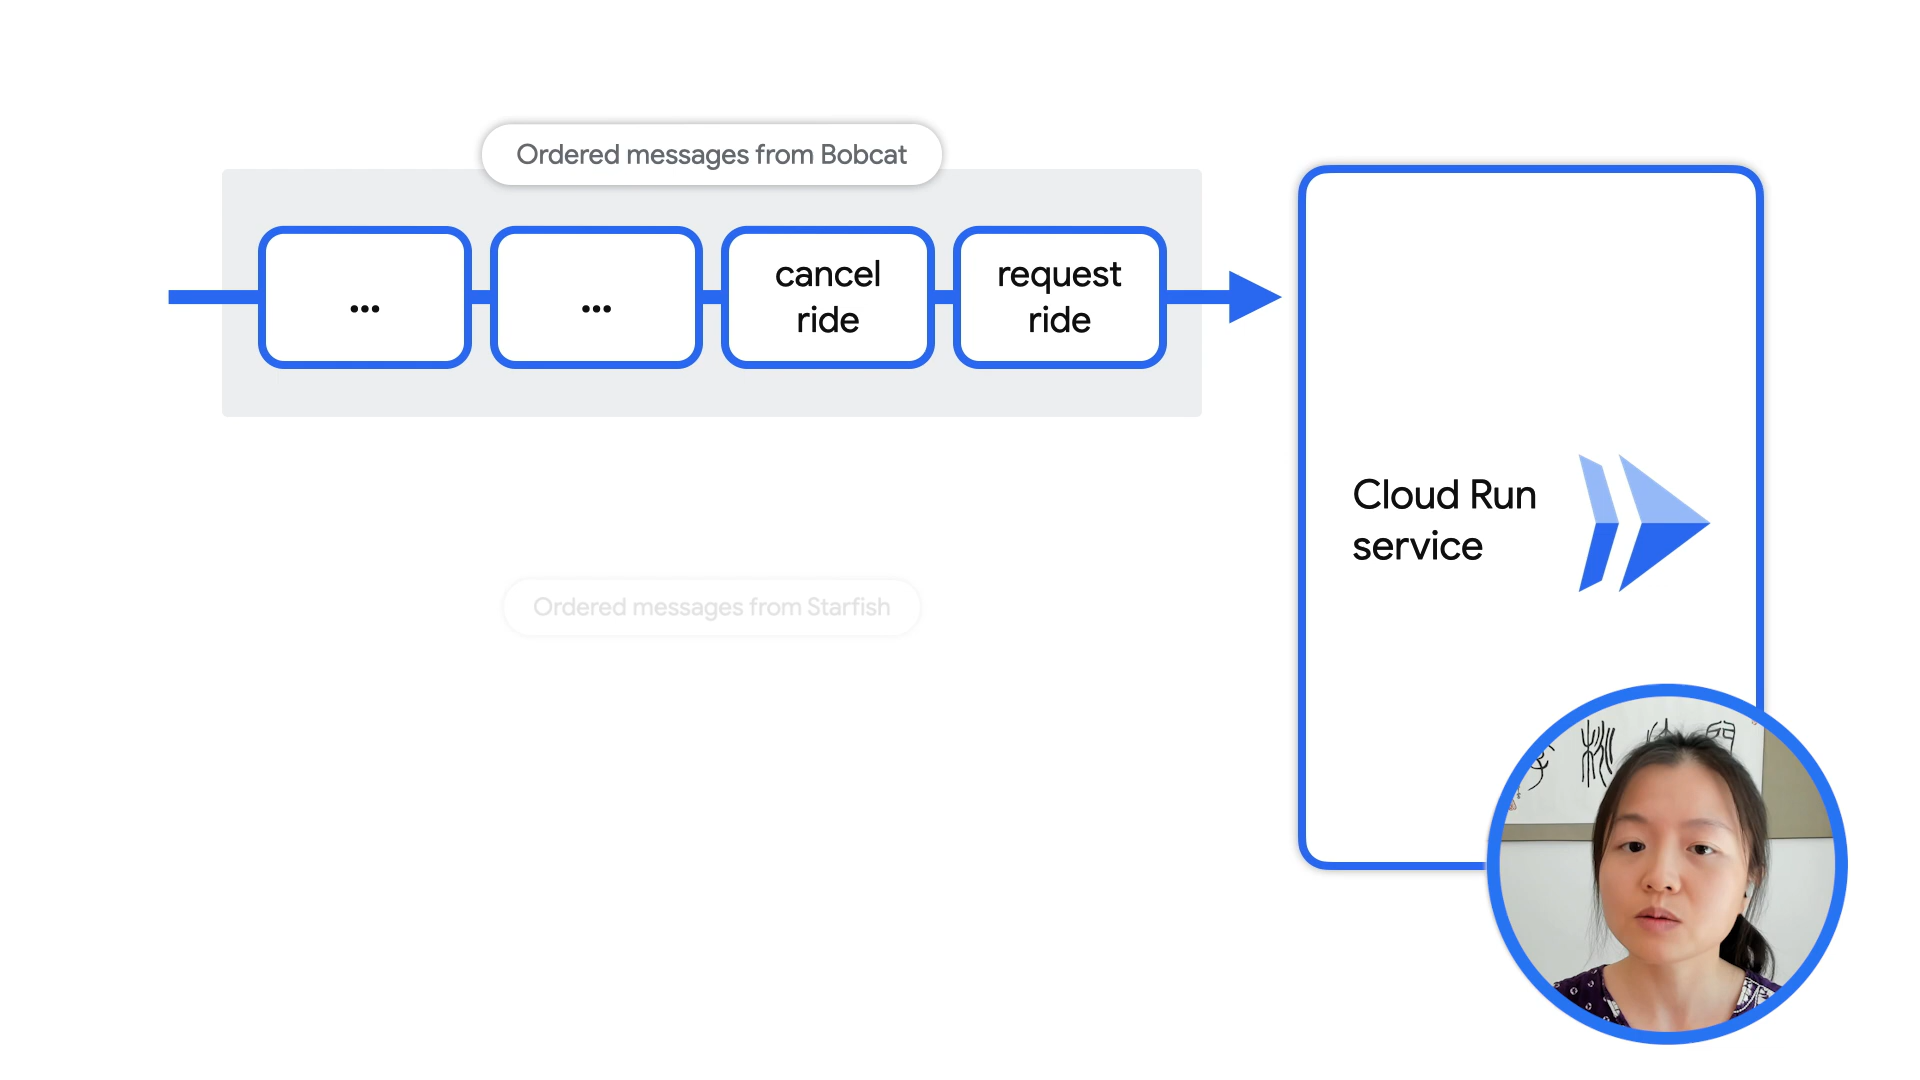 Ordered messages from Bobcat
...
...
cancel
ride
request
ride
Cloud Run
service
Ordered messages from Starfish